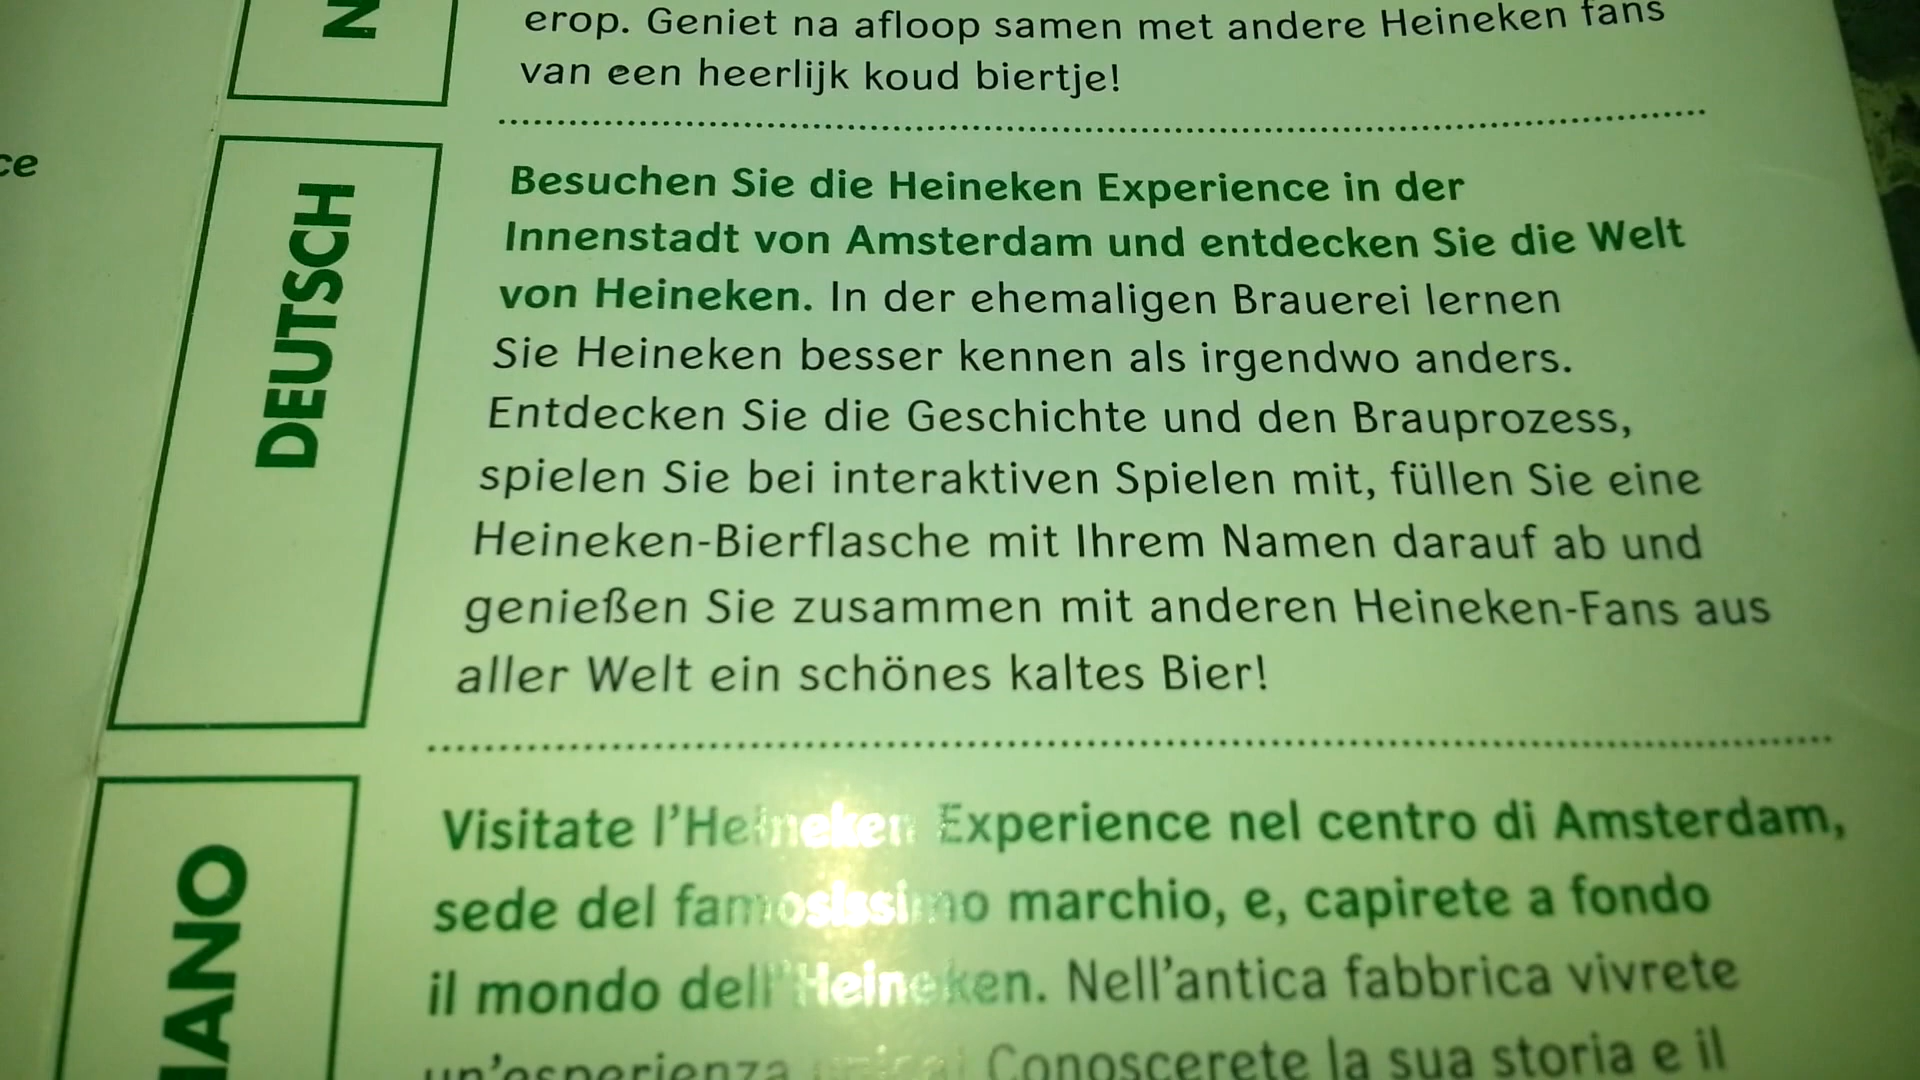 erop. Geniet na afloop samen met andere Heineken fans
van een heerlijk koud biertje!
DEUTSCH
Besuchen Sie die Heineken Experience in der
Innenstadt von Amsterdam und entdecken Sie die Welt
von Heineken. In der ehemaligen Brauerei lernen
Sie Heineken besser kennen als irgendwo anders.
Entdecken Sie die Geschichte und den Brauprozess,
spielen Sie bei interaktiven Spielen mit, füllen Sie eine
Heineken-Bierflasche mit Ihrem Namen darauf ab und
genießen Sie zusammen mit anderen Heineken-Fans aus
aller Welt ein schönes kaltes Bier!
Visitate l'Heineken Experience nel centro di Amsterdam,
sede del famosissimo marchio, e, capirete a fondo
il mondo dell'Heineken. Nell'antica fabbrica vivrete
un'esperienza Conoscerete la sua storia e il